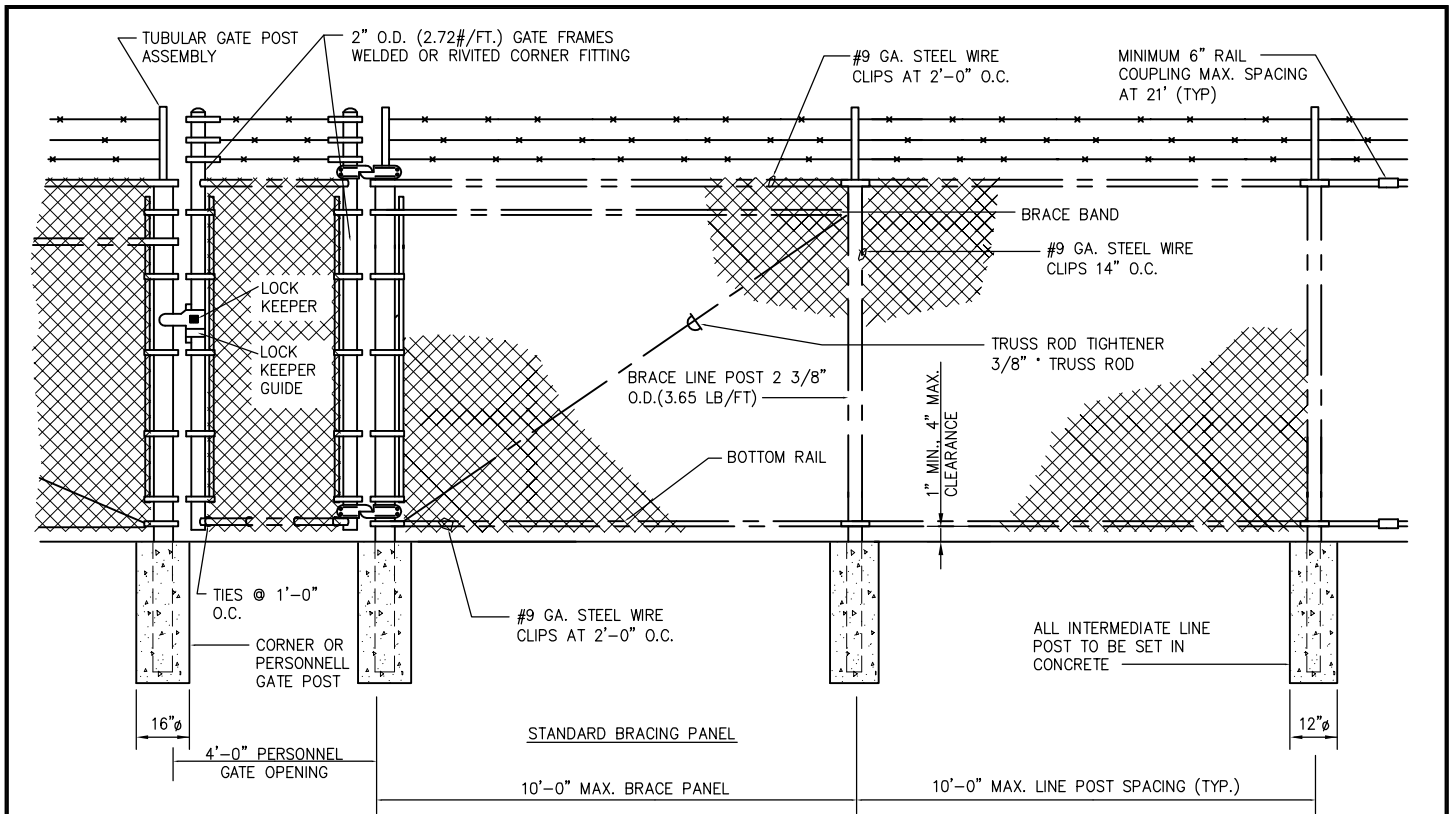 TUBULAR GATE POST
ASSEMBLY
2" O.D. (2.72#/FT.) GATE FRAMES
WELDED OR RIVITED CORNER FITTING
#9 GA. STEEL WIRE
CLIPS AT 2'-0" O.C.
MINIMUM 6" RAIL
COUPLING MAX. SPACING
AT 21' (TYP)
BRACE BAND
#9 GA. STEEL WIRE
CLIPS 14" O.C.
LOCK
KEEPER
LOCK
KEEPER
GUIDE
TRUSS ROD TIGHTENER
3/8" * TRUSS ROD
BRACE LINE POST 2 3/8"
O.D.(3.65 LB/FT)
1" MIN., 4" MAX.
CLEARANCE
BOTTOM RAIL
TIES @ 1'-0"
O.C.
#9 GA. STEEL WIRE
CLIPS AT 2'-0" O.C.
CORNER OR
PERSONNELL
GATE POST
ALL INTERMEDIATE LINE
POST TO BE SET IN
CONCRETE
16"ø
12"ø
STANDARD BRACING PANEL
4'-0" PERSONNEL
GATE OPENING
10'-0" MAX. BRACE PANEL
10'-0" MAX. LINE POST SPACING (TYP.)